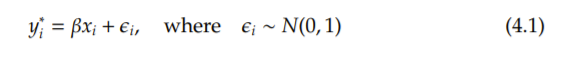 y*ᵢ = βxᵢ + ϵᵢ, where ϵᵢ ~ N(0, 1) (4.1)